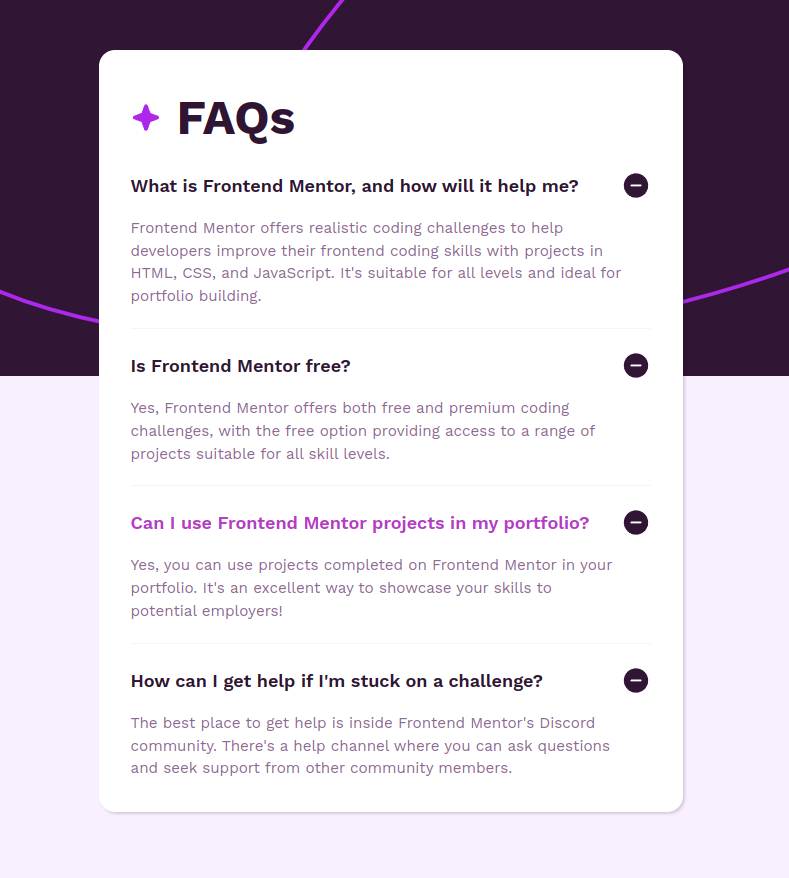 FAQs
What is Frontend Mentor, and how will it help me?
Frontend Mentor offers realistic coding challenges to help
developers improve their frontend coding skills with projects in
HTML, CSS, and JavaScript. It's suitable for all levels and ideal for
portfolio building.
Is Frontend Mentor free?
Yes, Frontend Mentor offers both free and premium coding
challenges, with the free option providing access to a range of
projects suitable for all skill levels.
Can I use Frontend Mentor projects in my portfolio?
Yes, you can use projects completed on Frontend Mentor in your
portfolio. It's an excellent way to showcase your skills to
potential employers!
How can I get help if I'm stuck on a challenge?
The best place to get help is inside Frontend Mentor's Discord
community. There's a help channel where you can ask questions
and seek support from other community members.